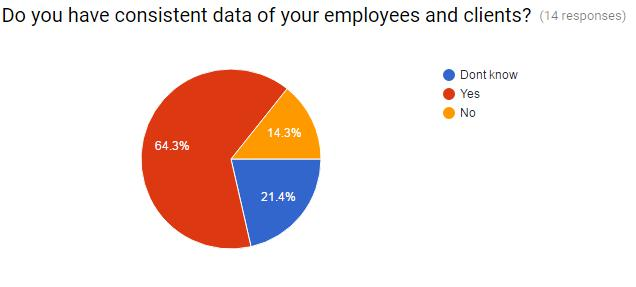 Do you have consistent data of your employees and clients? (14 responses)
Dont know
Yes
No
14.3%
64.3%
21.4%